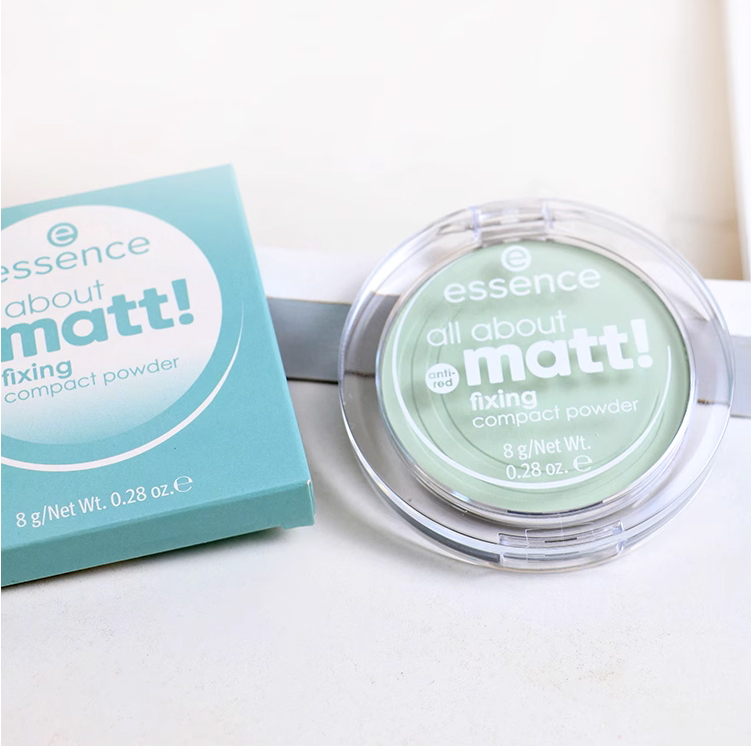 e
essence
about
matt!
fixing
compact powder
8 g/Net Wt. 0.28 oz. ℮
e
essence
all about
anti-
red
matt!
fixing
compact powder
8 g/Net Wt.
0.28 oz. ℮